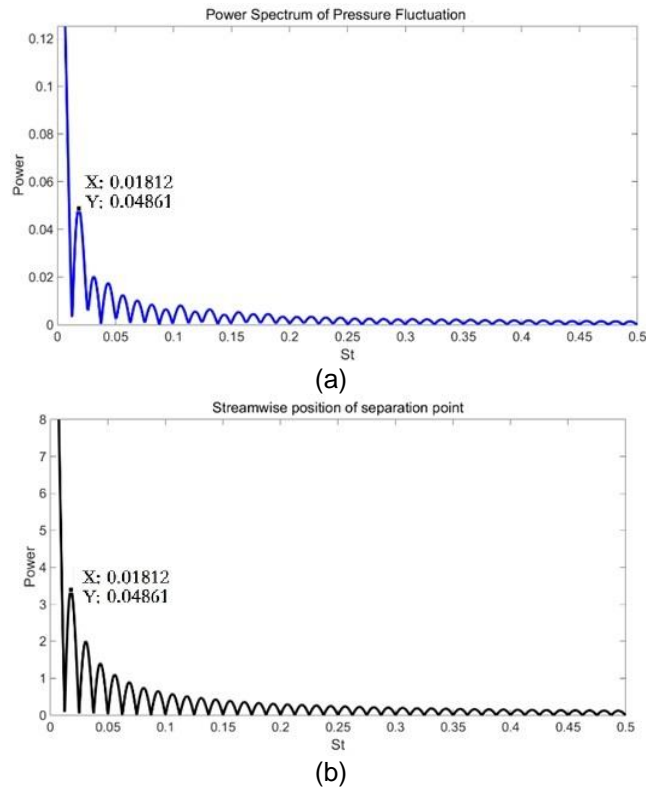 Power Spectrum of Pressure Fluctuation
0.12
0.1
0.08
0.06
0.04
0.02
0
Power
X: 0.01812
Y: 0.04861
0 0.05 0.1 0.15 0.2 0.25 0.3 0.35 0.4 0.45 0.5
St
(a)
Streamwise position of separation point
8
7
6
5
4
3
2
1
0
Power
X: 0.01812
Y: 0.04861
0 0.05 0.1 0.15 0.2 0.25 0.3 0.35 0.4 0.45 0.5
St
(b)